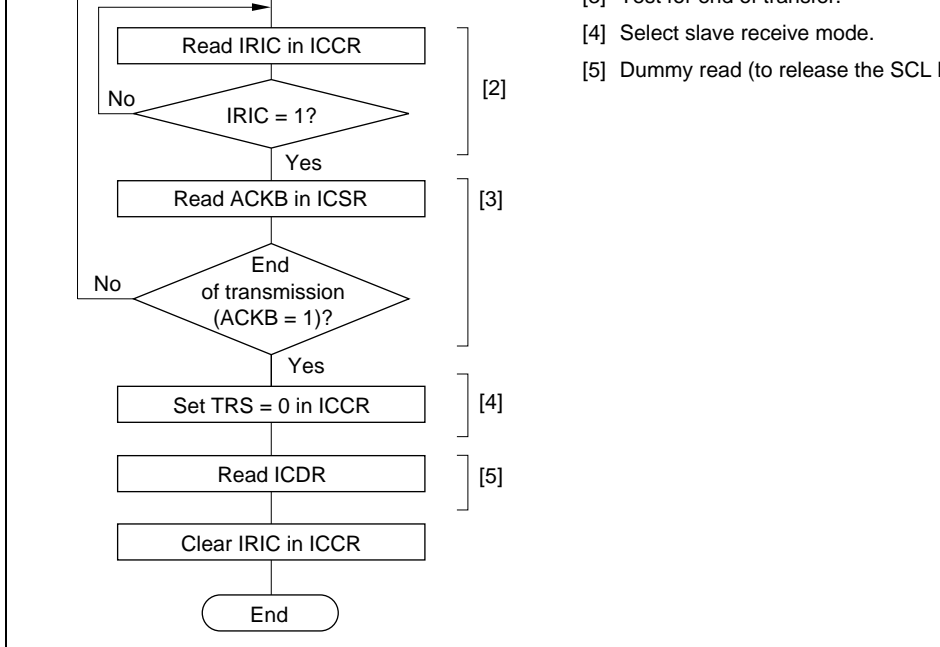 [3] Test for end of transfer.
Read IRIC in ICCR
[4] Select slave receive mode.
[5] Dummy read (to release the SCL
[2]
No
IRIC = 1?
Yes
Read ACKB in ICSR
[3]
End
No
of transmission
(ACKB = 1)?
Yes
Set TRS = 0 in ICCR
[4]
Read ICDR
[5]
Clear IRIC in ICCR
End